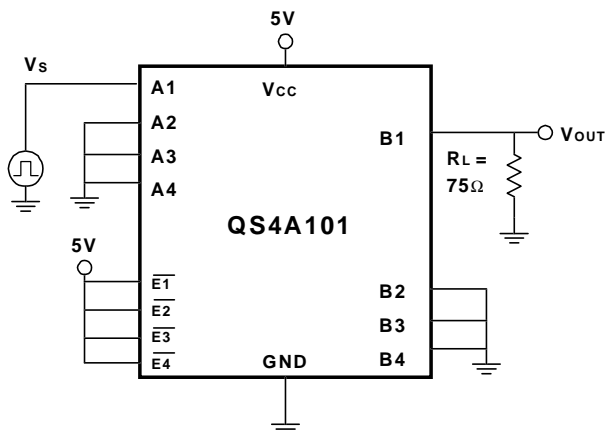 5V
VS
A1
VCC
A2
B1
VOUT
A3
RL =
75Ω
A4
QS4A101
5V
E1
B2
E2
B3
E3
GND
B4
E4